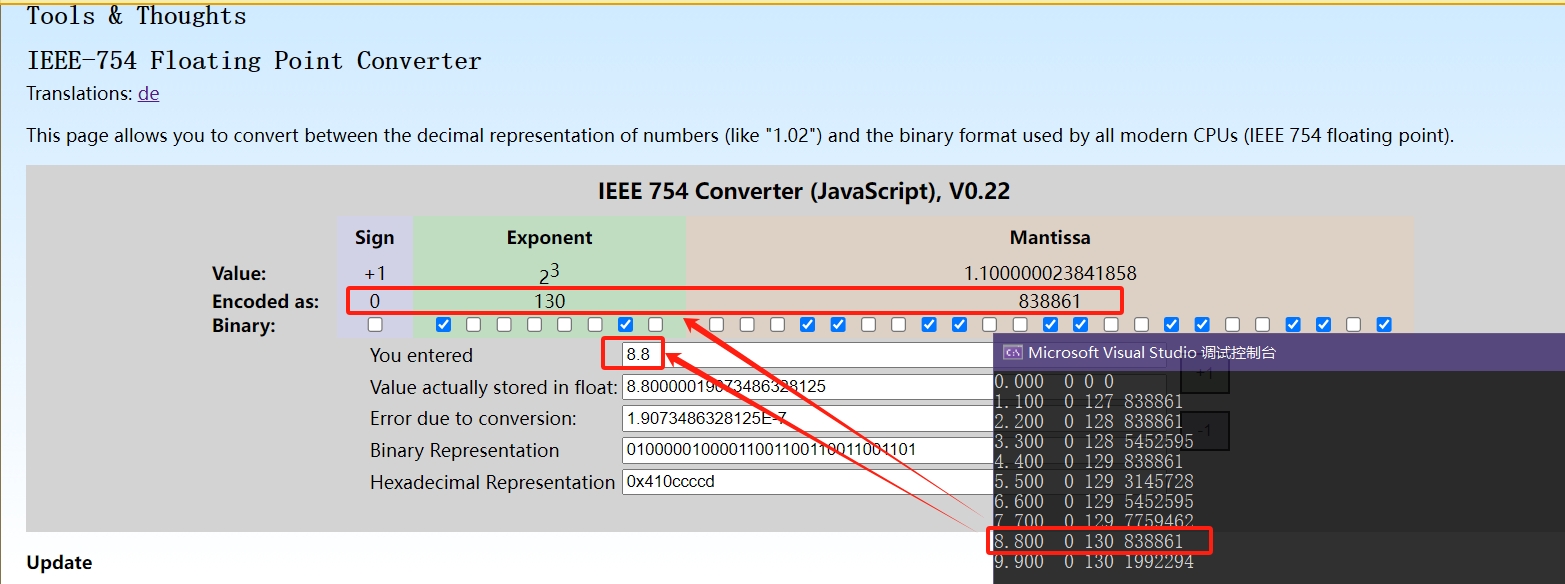 Tools & Thoughts
IEEE-754 Floating Point Converter
Translations: de
This page allows you to convert between the decimal representation of numbers (like "1.02") and the binary format used by all modern CPUs (IEEE 754 floating point).
IEEE 754 Converter (JavaScript), V0.22
Sign Exponent Mantissa
Value: +1 2^3 1.100000023841858
Encoded as: 0 130 838861
Binary:
You entered 8.8
Value actually stored in float: 8.80000019073486328125
Error due to conversion: 1.9073486328125E-7
Binary Representation 01000001000011001100110011001101
Hexadecimal Representation 0x410ccccd
+1
-1
Update
Microsoft Visual Studio 调试控制台
0.000 0 0 0
1.100 0 127 838861
2.200 0 128 838861
3.300 0 128 5452595
4.400 0 129 838861
5.500 0 129 3145728
6.600 0 129 5452595
7.700 0 129 7759462
8.800 0 130 838861
9.900 0 130 1992294